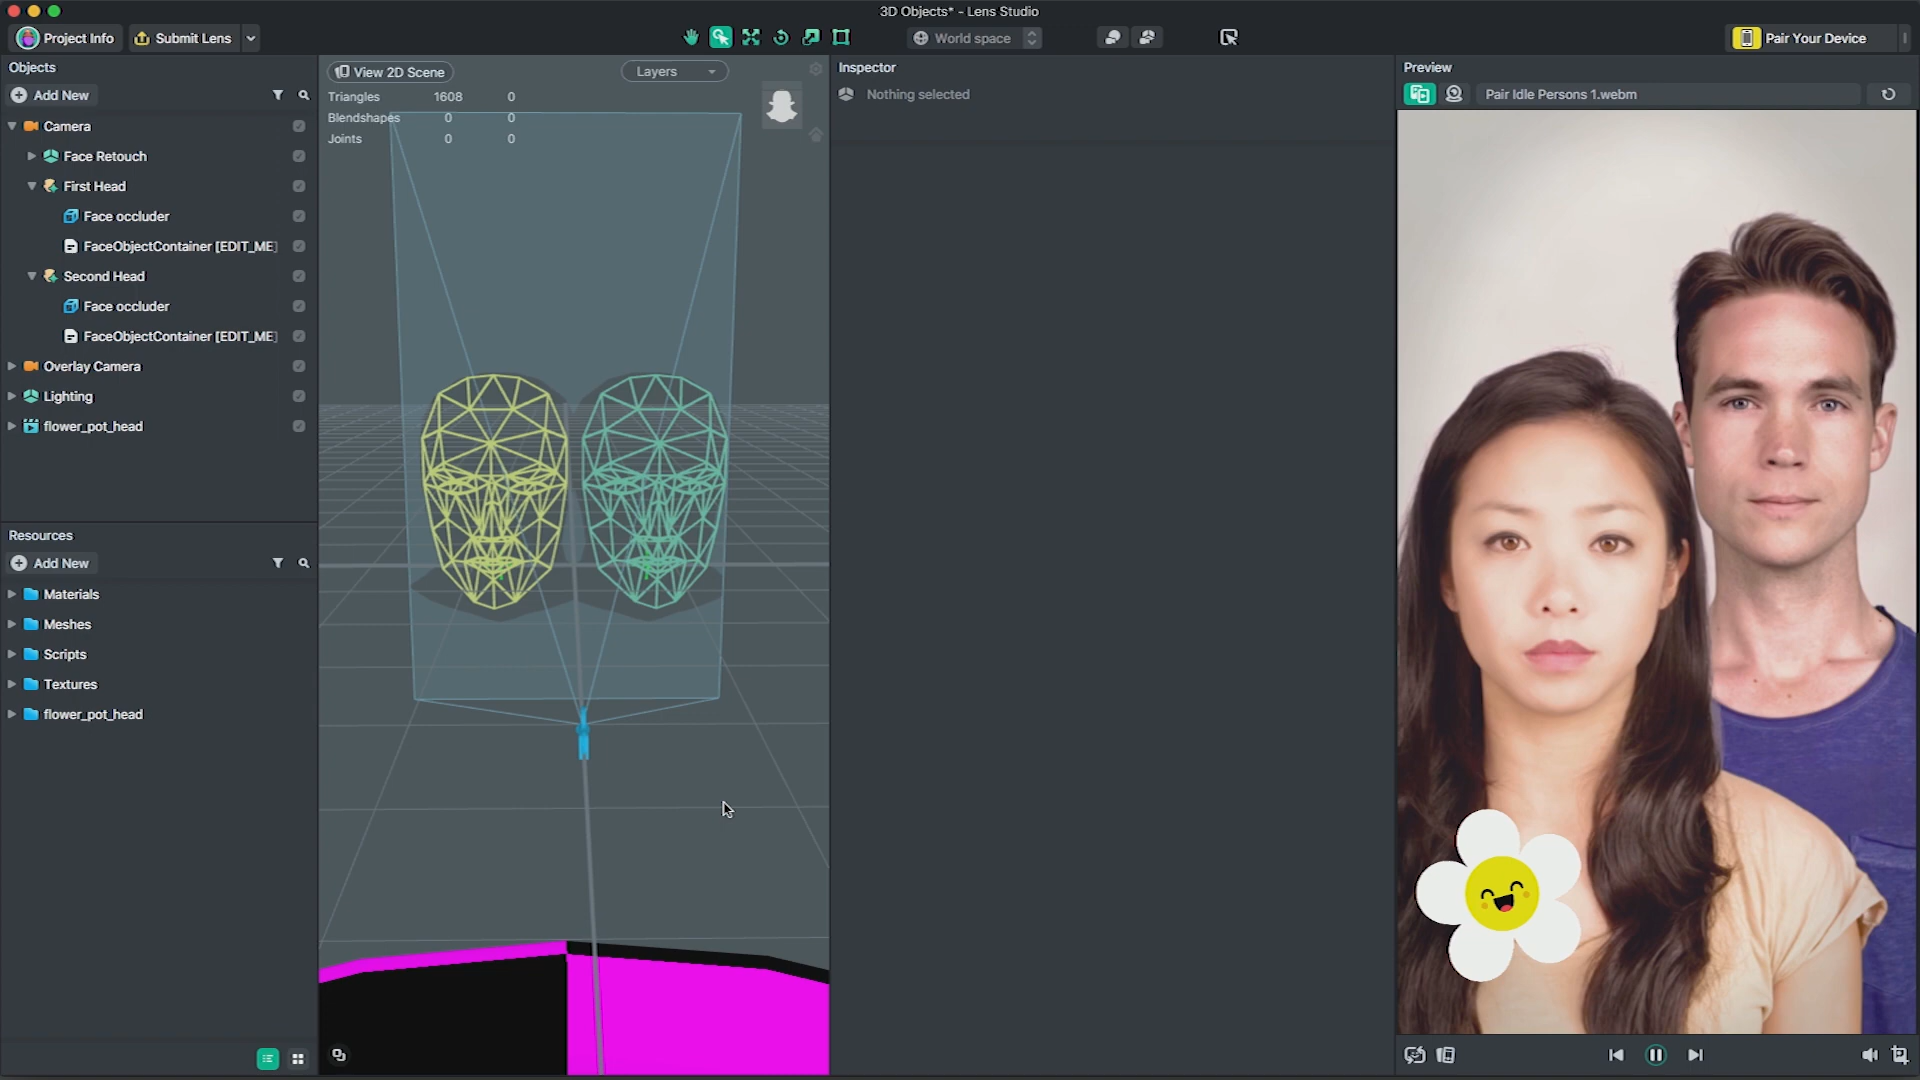 3D Objects* - Lens Studio
Project Info
Submit Lens
World space
Pair Your Device
Objects
Add New
Camera
Face Retouch
First Head
Face occluder
FaceObjectContainer [EDIT_ME]
Second Head
Face occluder
FaceObjectContainer [EDIT_ME]
Overlay Camera
Lighting
flower_pot_head
Resources
Add New
Materials
Meshes
Scripts
Textures
flower_pot_head
View 2D Scene
Layers
Triangles 1608 0
Blendshapes 0 0
Joints 0 0
Inspector
Nothing selected
Preview
Pair Idle Persons 1.webm